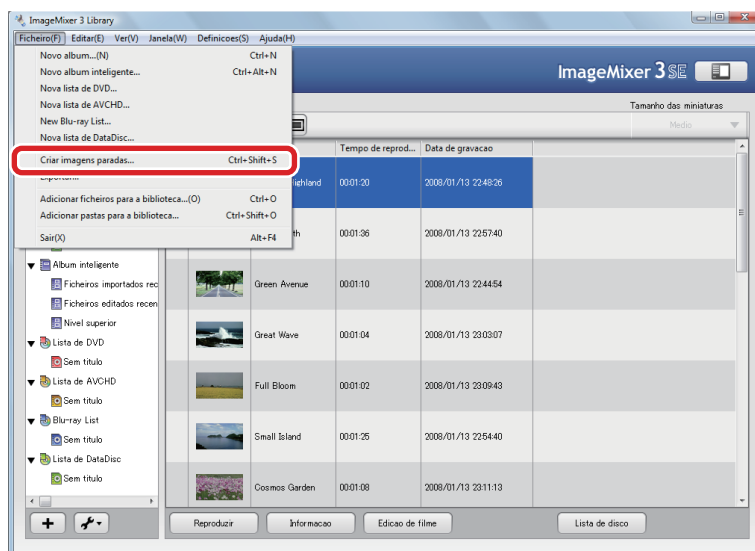 ImageMixer 3 Library
Ficheiro(F) Editar(E) Ver(V) Janela(W) Definicoes(S) Ajuda(H)
Novo album...(N) Ctrl+N
Novo album inteligente... Ctrl+Alt+N
Nova lista de DVD...
Nova lista de AVCHD...
New Blu-ray List...
Nova lista de DataDisc...
Criar imagens paradas... Ctrl+Shift+S
Adicionar ficheiros para a biblioteca...(O) Ctrl+O
Adicionar pastas para a biblioteca... Ctrl+Shift+O
Sair(X) Alt+F4
ImageMixer 3 SE
Tamanho das miniaturas
Medio
Tempo de reprod... Data de gravacao
ighland 00:01:20 2008/01/13 22:48:26
th 00:01:36 2008/01/13 22:57:40
Green Avenue 00:01:10 2008/01/13 22:44:54
Great Wave 00:01:04 2008/01/13 23:03:07
Full Bloom 00:01:02 2008/01/13 23:09:43
Small Island 00:01:25 2008/01/13 22:54:40
Cosmos Garden 00:01:08 2008/01/13 23:11:13
Album inteligente
Ficheiros importados rec
Ficheiros editados recen
Nivel superior
Lista de DVD
Sem titulo
Lista de AVCHD
Sem titulo
Blu-ray List
Sem titulo
Lista de DataDisc
Sem titulo
Reproduzir Informacao Edicao de filme Lista de disco